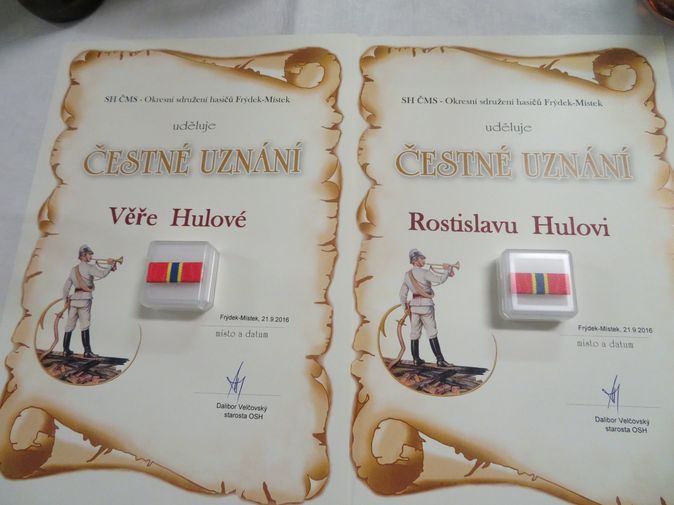 SH ČMS - Okresní sdružení hasičů Frýdek-Místek
uděluje
ČESTNÉ UZNÁNÍ
Věře Hulové
Frýdek-Místek, 21.9.2016
místo a datum
Dalibor Velčovský
starosta OSH
SH ČMS - Okresní sdružení hasičů Frýdek-Místek
uděluje
ČESTNÉ UZNÁNÍ
Rostislavu Hulovi
Frýdek-Místek, 21.9.2016
místo a datum
Dalibor Velčovský
starosta OSH